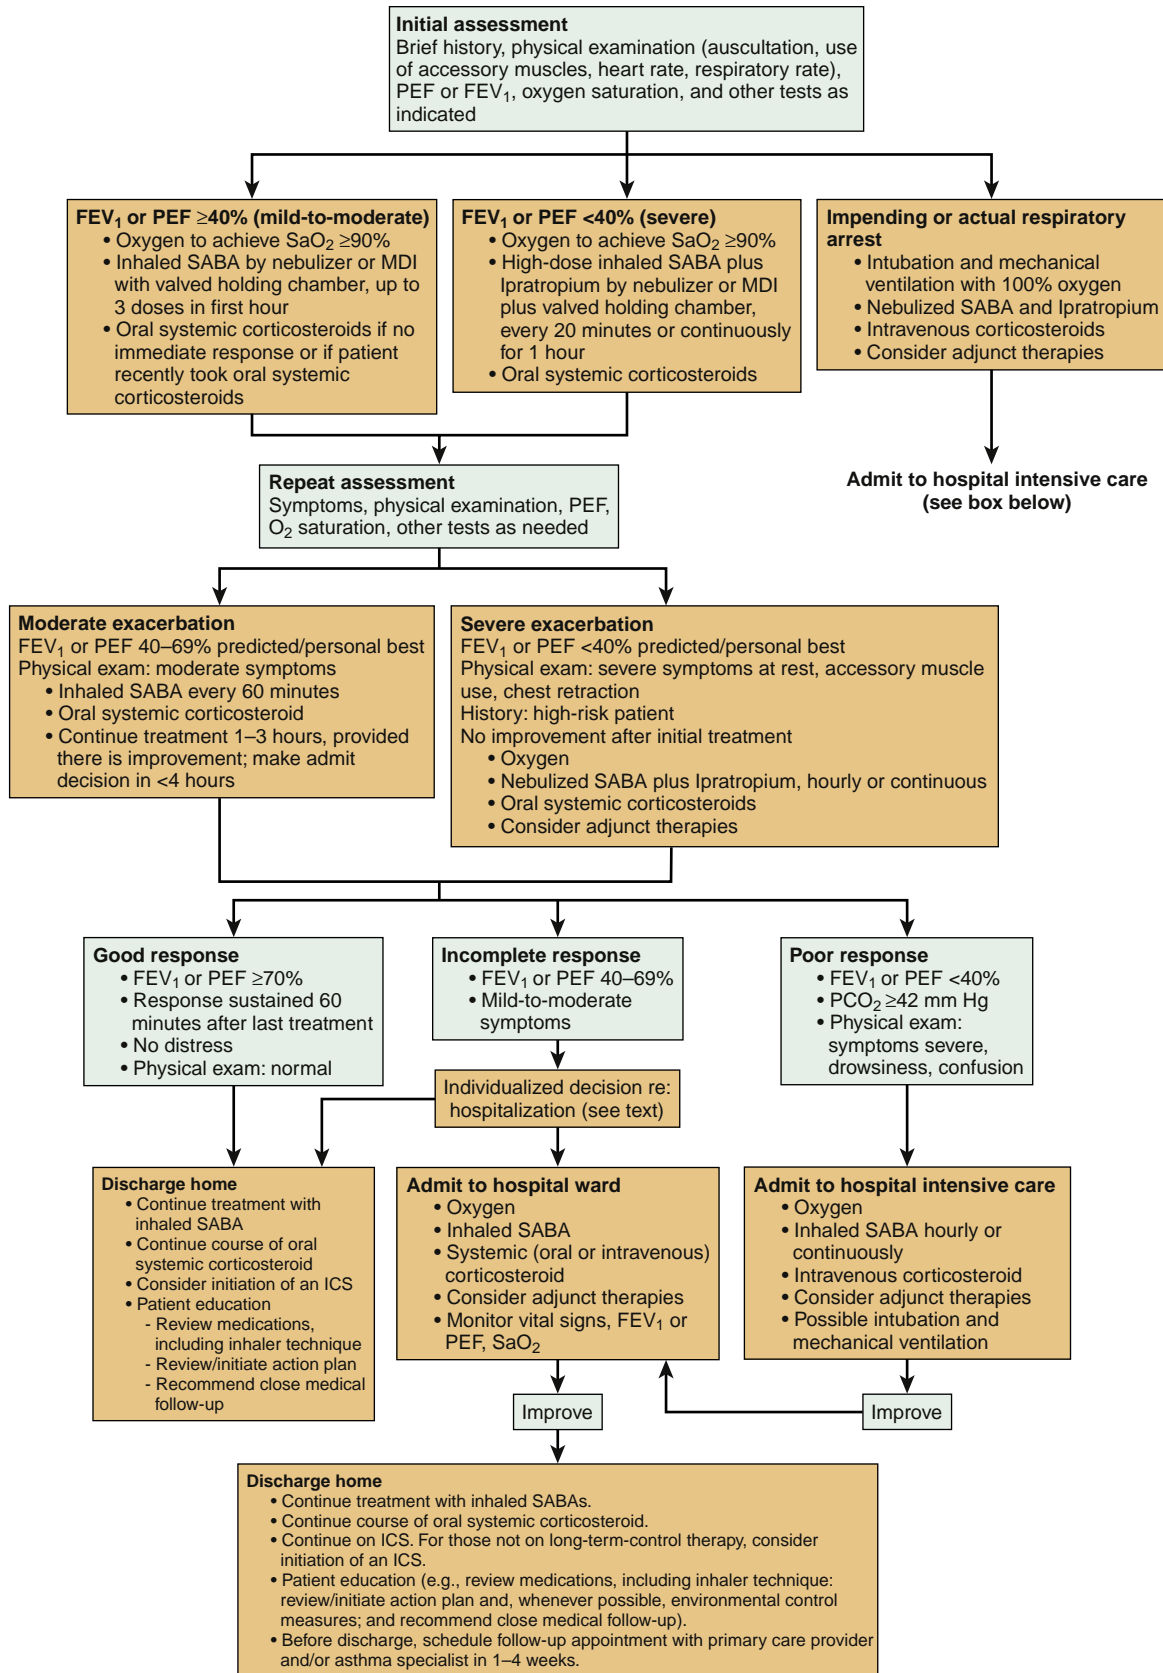 Initial assessment
Brief history, physical examination (auscultation, use
of accessory muscles, heart rate, respiratory rate),
PEF or FEV₁, oxygen saturation, and other tests as
indicated
FEV₁ or PEF ≥40% (mild-to-moderate)
• Oxygen to achieve SaO₂ ≥90%
• Inhaled SABA by nebulizer or MDI
with valved holding chamber, up to
3 doses in first hour
• Oral systemic corticosteroids if no
immediate response or if patient
recently took oral systemic
corticosteroids
FEV₁ or PEF <40% (severe)
• Oxygen to achieve SaO₂ ≥90%
• High-dose inhaled SABA plus
Ipratropium by nebulizer or MDI
plus valved holding chamber,
every 20 minutes or continuously
for 1 hour
• Oral systemic corticosteroids
Impending or actual respiratory
arrest
• Intubation and mechanical
ventilation with 100% oxygen
• Nebulized SABA and Ipratropium
• Intravenous corticosteroids
• Consider adjunct therapies
Admit to hospital intensive care
(see box below)
Repeat assessment
Symptoms, physical examination, PEF,
O₂ saturation, other tests as needed
Moderate exacerbation
FEV₁ or PEF 40–69% predicted/personal best
Physical exam: moderate symptoms
• Inhaled SABA every 60 minutes
• Oral systemic corticosteroid
• Continue treatment 1–3 hours, provided
there is improvement; make admit
decision in <4 hours
Severe exacerbation
FEV₁ or PEF <40% predicted/personal best
Physical exam: severe symptoms at rest, accessory muscle
use, chest retraction
History: high-risk patient
No improvement after initial treatment
• Oxygen
• Nebulized SABA plus Ipratropium, hourly or continuous
• Oral systemic corticosteroids
• Consider adjunct therapies
Good response
• FEV₁ or PEF ≥70%
• Response sustained 60
minutes after last treatment
• No distress
• Physical exam: normal
Incomplete response
• FEV₁ or PEF 40–69%
• Mild-to-moderate
symptoms
Poor response
• FEV₁ or PEF <40%
• PCO₂ ≥42 mm Hg
• Physical exam:
symptoms severe,
drowsiness, confusion
Individualized decision re:
hospitalization (see text)
Discharge home
• Continue treatment with
inhaled SABA
• Continue course of oral
systemic corticosteroid
• Consider initiation of an ICS
• Patient education
- Review medications,
including inhaler technique
- Review/initiate action plan
- Recommend close medical
follow-up
Admit to hospital ward
• Oxygen
• Inhaled SABA
• Systemic (oral or intravenous)
corticosteroid
• Consider adjunct therapies
• Monitor vital signs, FEV₁ or
PEF, SaO₂
Admit to hospital intensive care
• Oxygen
• Inhaled SABA hourly or
continuously
• Intravenous corticosteroid
• Consider adjunct therapies
• Possible intubation and
mechanical ventilation
Improve
Improve
Discharge home
• Continue treatment with inhaled SABAs.
• Continue course of oral systemic corticosteroid.
• Continue on ICS. For those not on long-term-control therapy, consider
initiation of an ICS.
• Patient education (e.g., review medications, including inhaler technique:
review/initiate action plan and, whenever possible, environmental control
measures; and recommend close medical follow-up).
• Before discharge, schedule follow-up appointment with primary care provider
and/or asthma specialist in 1–4 weeks.